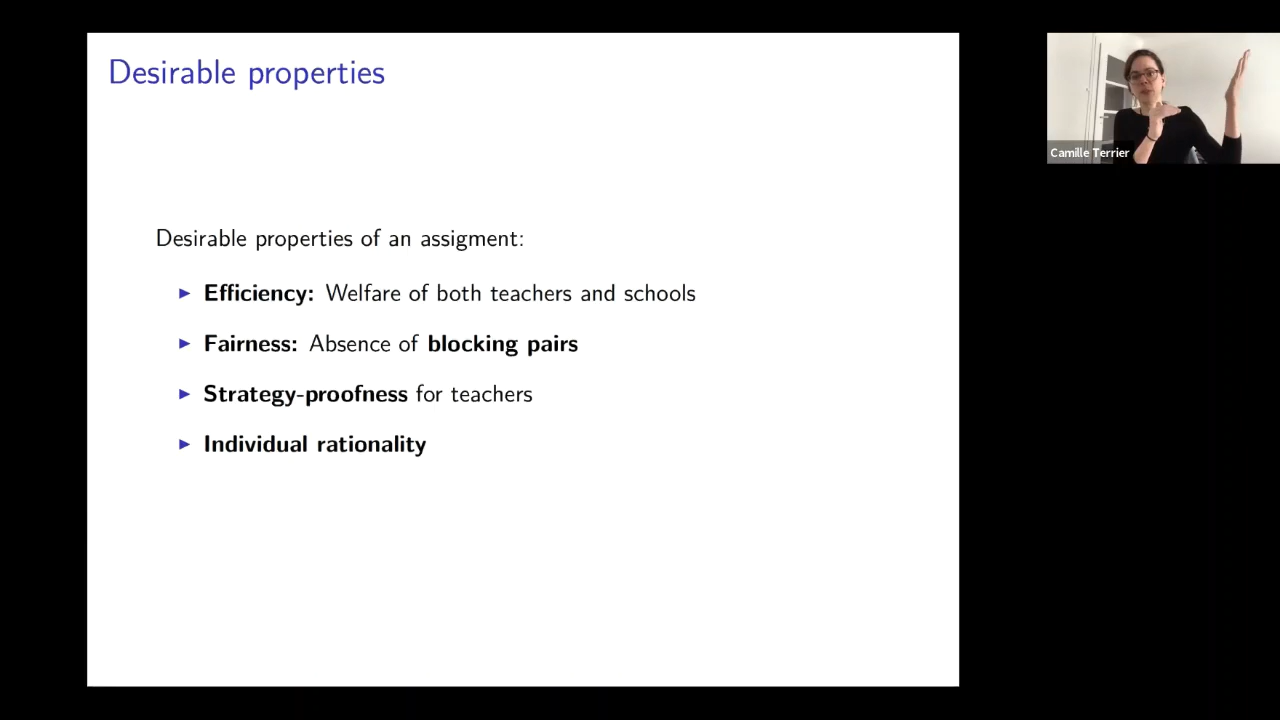 Desirable properties
Desirable properties of an assigment:
▶ Efficiency: Welfare of both teachers and schools
▶ Fairness: Absence of blocking pairs
▶ Strategy-proofness for teachers
▶ Individual rationality
Camille Terrier